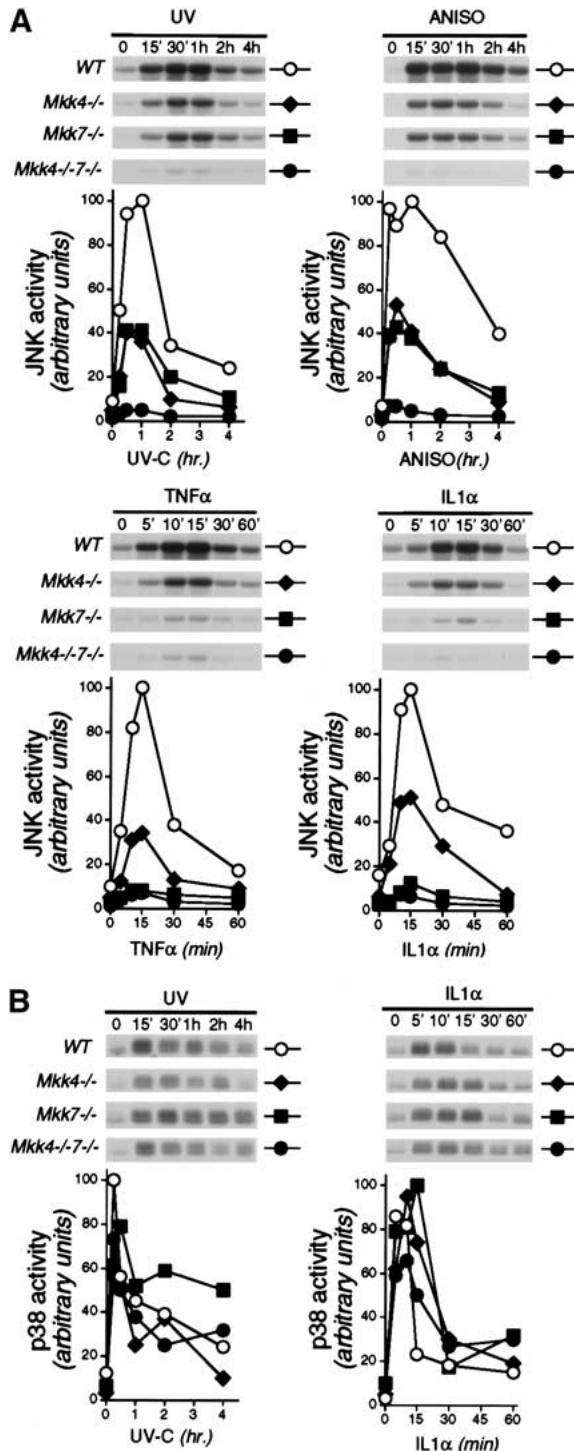 A
UV
0 15' 30' 1h 2h 4h
WT
Mkk4-/-
Mkk7-/-
Mkk4-/-7-/-
JNK activity
(arbitrary units)
100
80
60
40
20
0
0 1 2 3 4
UV-C (hr.)
ANISO
0 15' 30' 1h 2h 4h
JNK activity
(arbitrary units)
100
80
60
40
20
0
0 1 2 3 4
ANISO(hr.)
TNFα
0 5' 10' 15' 30' 60'
WT
Mkk4-/-
Mkk7-/-
Mkk4-/-7-/-
JNK activity
(arbitrary units)
100
80
60
40
20
0
0 15 30 45 60
TNFα (min)
IL1α
0 5' 10' 15' 30' 60'
JNK activity
(arbitrary units)
100
80
60
40
20
0
0 15 30 45 60
IL1α (min)
B
UV
0 15' 30' 1h 2h 4h
WT
Mkk4-/-
Mkk7-/-
Mkk4-/-7-/-
p38 activity
(arbitrary units)
100
80
60
40
20
0
0 1 2 3 4
UV-C (hr.)
IL1α
0 5' 10' 15' 30' 60'
p38 activity
(arbitrary units)
100
80
60
40
20
0
0 15 30 45 60
IL1α (min)